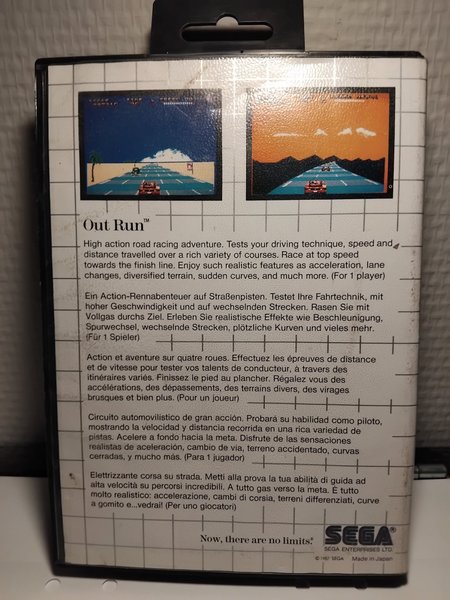 Out Run™
High action road racing adventure. Tests your driving technique, speed and
distance travelled over a rich variety of courses. Race at top speed
towards the finish line. Enjoy such realistic features as acceleration, lane
changes, diversified terrain, sudden curves, and much more. (For 1 player)
Ein Action-Rennabenteuer auf Straßenpisten. Testet Ihre Fahrtechnik, mit
hoher Geschwindigkeit und auf wechselnden Strecken. Rasen Sie mit
Vollgas durchs Ziel. Erleben Sie realistische Effekte wie Beschleunigung,
Spurwechsel, wechselnde Strecken, plötzliche Kurven und vieles mehr.
(Für 1 Spieler)
Action et aventure sur quatre roues. Effectuez les épreuves de distance
et de vitesse pour tester vos talents de conducteur, à travers des
itinéraires variés. Finissez le pied au plancher. Régalez vous des
accélérations, des dépassements, des terrains divers, des virages
brusques et bien plus. (Pour un joueur)
Circuito automovilístico de gran acción. Probará su habilidad como piloto,
mostrando la velocidad y distancia recorrida en una rica variedad de
pistas. Acelere a fondo hacia la meta. Disfrute de las sensaciones
realistas de aceleración, cambio de vía, terreno accidentado, curvas
cerradas, y mucho más. (Para 1 jugador)
Elettrizzante corsa su strada. Metti alla prova la tua abilità di guida ad
alta velocità su percorsi incredibili. A tutto gas verso la meta. È tutto
molto realistico: accelerazione, cambi di corsia, terreni differenziati, curve
a gomito e...vedrai! (Per uno giocatori)
Now, there are no limits!
SEGA®
SEGA ENTERPRISES LTD.
© 1987 SEGA Made in Japan